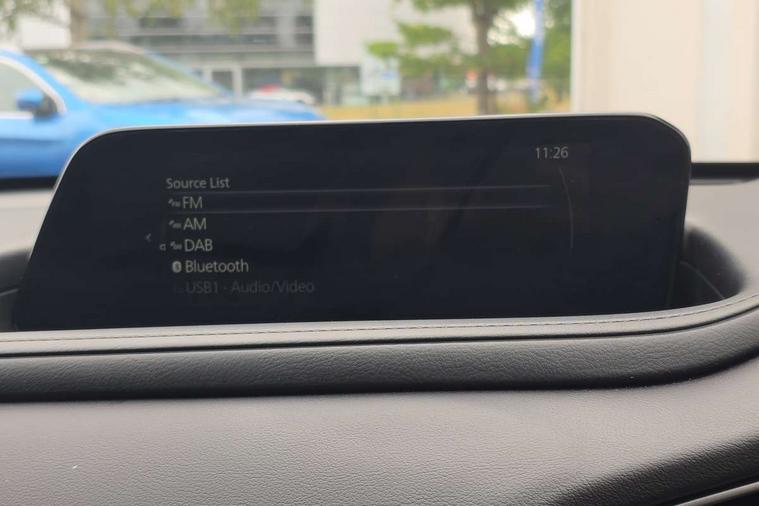 11:26
Source List
FM
AM
DAB
Bluetooth
USB1 - Audio/Video